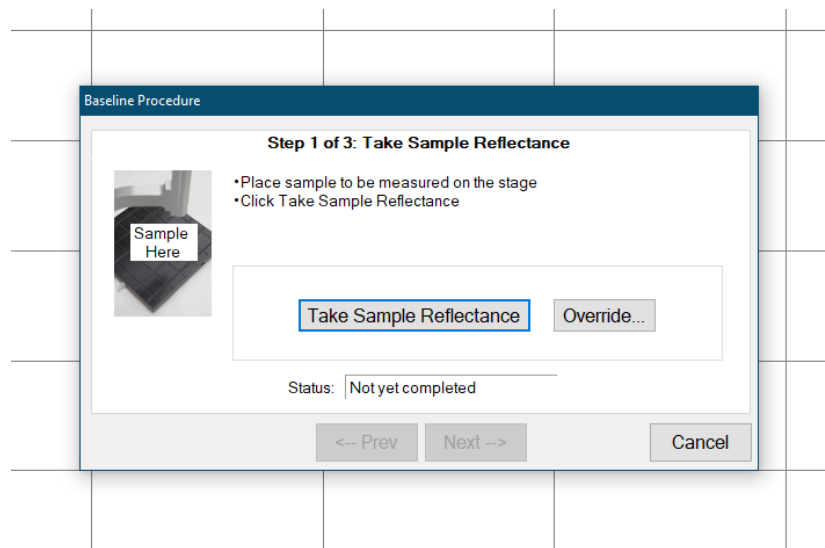 Baseline Procedure
Step 1 of 3: Take Sample Reflectance
•Place sample to be measured on the stage
•Click Take Sample Reflectance
Sample
Here
Take Sample Reflectance
Override...
Status: Not yet completed
<-- Prev
Next -->
Cancel